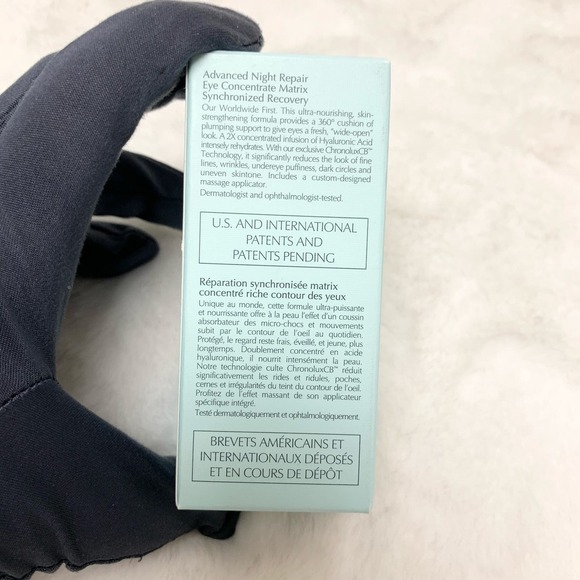 Advanced Night Repair
Eye Concentrate Matrix
Synchronized Recovery
Our Worldwide First. This ultra-nourishing, skin-
strengthening formula provides a 360° cushion of
plumping support to give eyes a fresh, "wide-open"
look. A 2X concentrated infusion of Hyaluronic Acid
intensely rehydrates. With our exclusive ChronoluxCB™
Technology, it significantly reduces the look of fine
lines, wrinkles, undereye puffiness, dark circles and
uneven skintone. Includes a custom-designed
massage applicator.
Dermatologist and ophthalmologist-tested.
U.S. AND INTERNATIONAL
PATENTS AND
PATENTS PENDING
Réparation synchronisée matrix
concentré riche contour des yeux
Unique au monde, cette formule ultra-puissante
et nourrissante offre à la peau l'effet d'un coussin
absorbateur des micro-chocs et mouvements
subit par le contour de l'œil au quotidien.
Protégé, le regard reste frais, éveillé, et jeune, plus
longtemps. Doublement concentré en acide
hyaluronique, il nourrit intensément la peau.
Notre technologie culte ChronoluxCB™ réduit
significativement les rides et ridules, poches,
cernes et irrégularités du teint du contour de l'œil.
Profitez de l'effet massant de son applicateur
spécifique intégré.
Testé dermatologiquement et ophtalmologiquement.
BREVETS AMÉRICAINS ET
INTERNATIONAUX DÉPOSÉS
ET EN COURS DE DÉPÔT